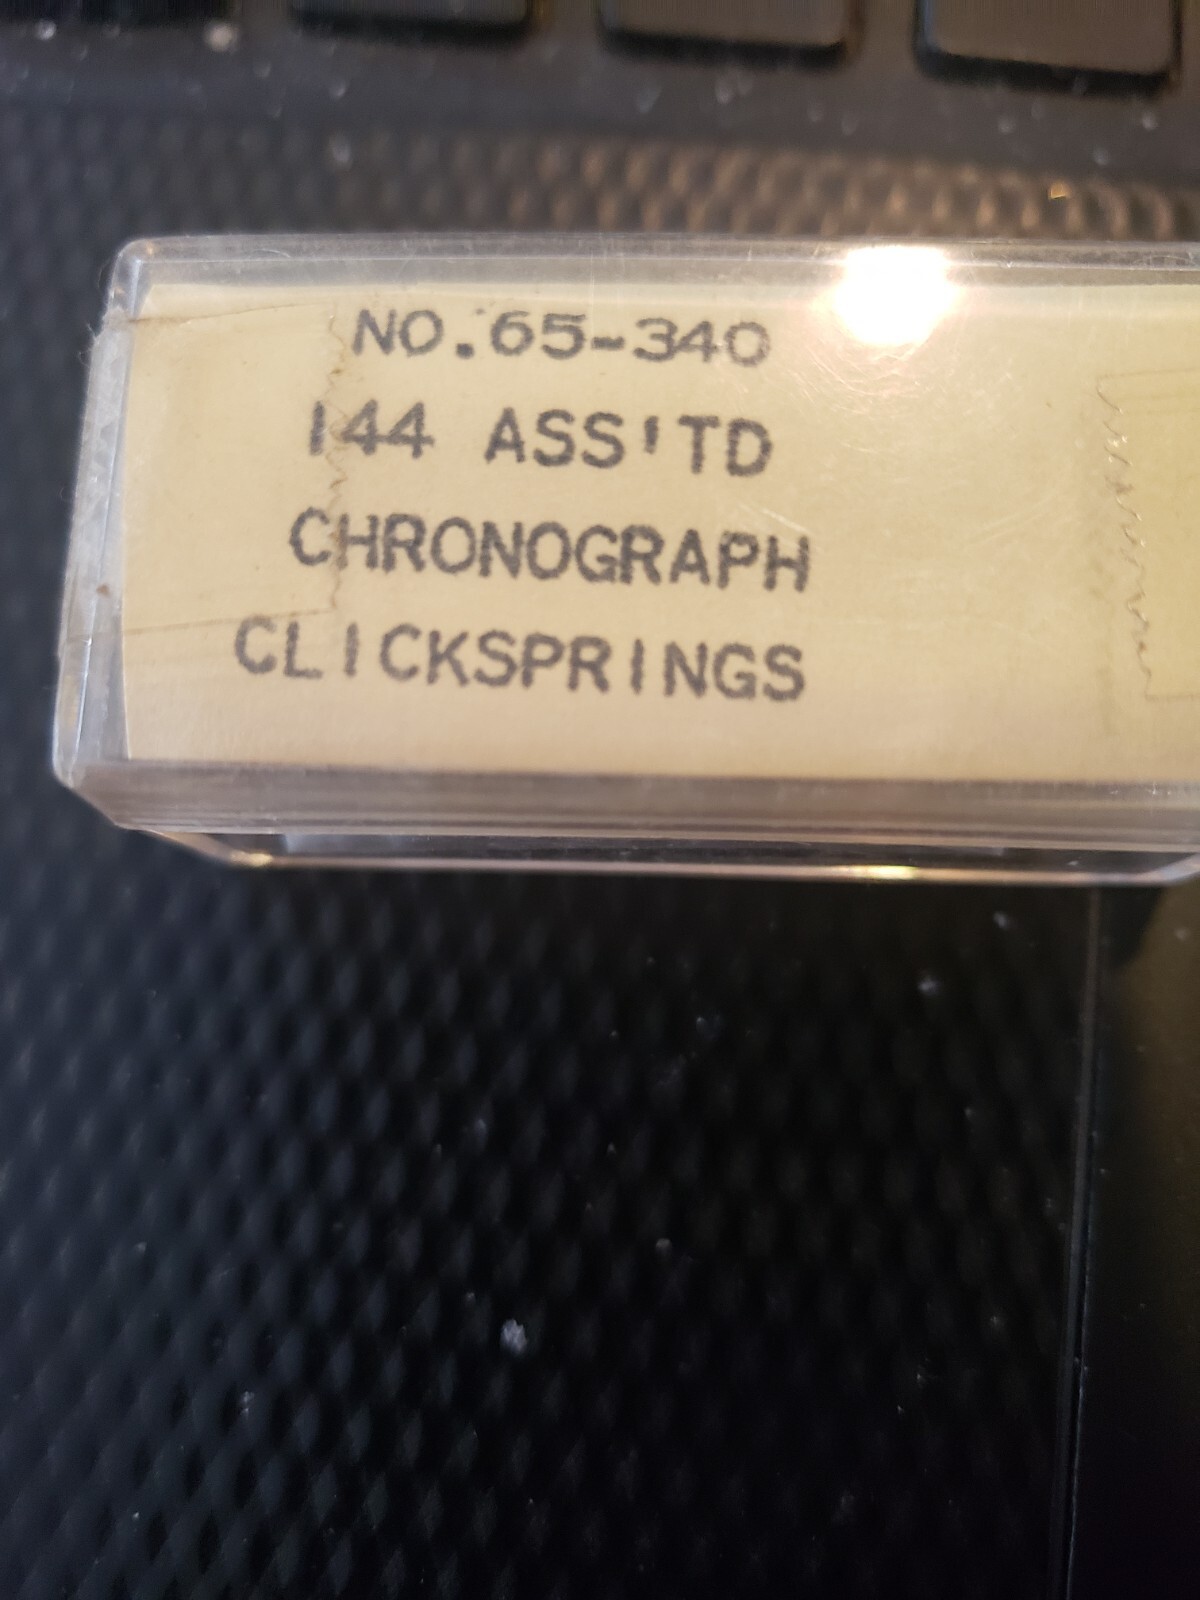 NO. 65-340
144 ASS'TD
CHRONOGRAPH
CLICKSPRINGS